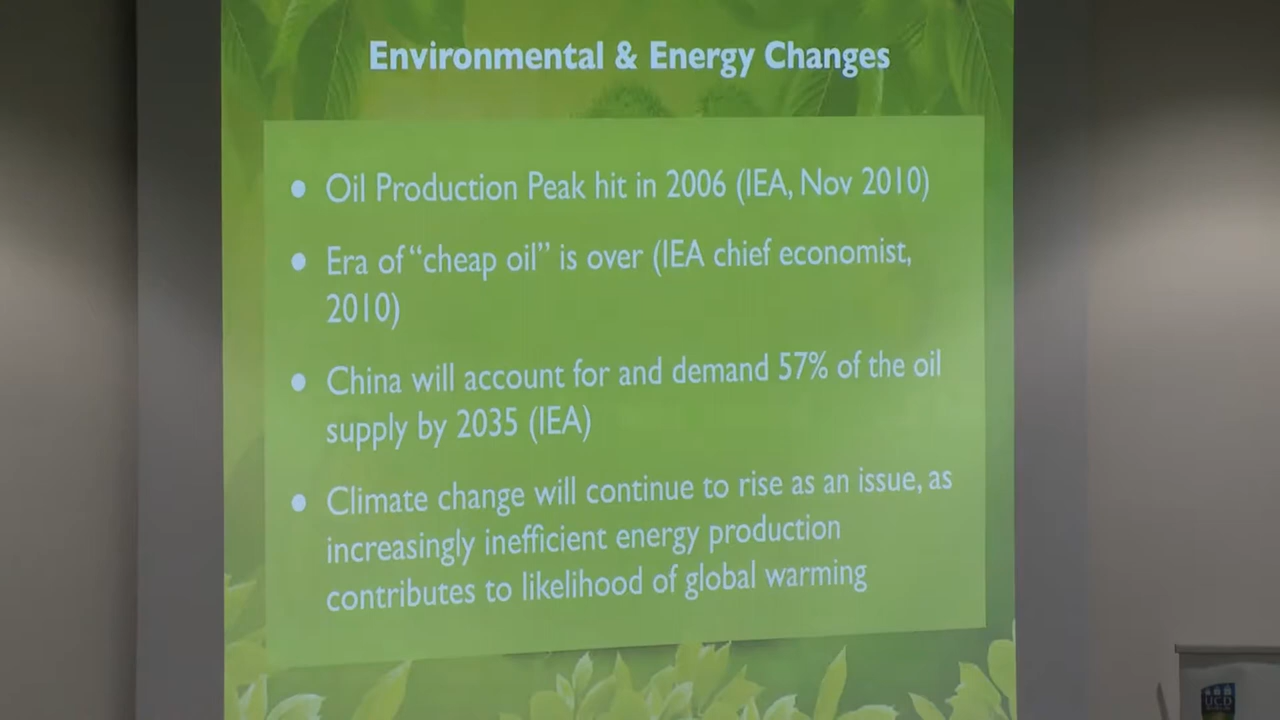 Environmental & Energy Changes
• Oil Production Peak hit in 2006 (IEA, Nov 2010)
• Era of “cheap oil” is over (IEA chief economist,
2010)
• China will account for and demand 57% of the oil
supply by 2035 (IEA)
• Climate change will continue to rise as an issue, as
increasingly inefficient energy production
contributes to likelihood of global warming
UCD